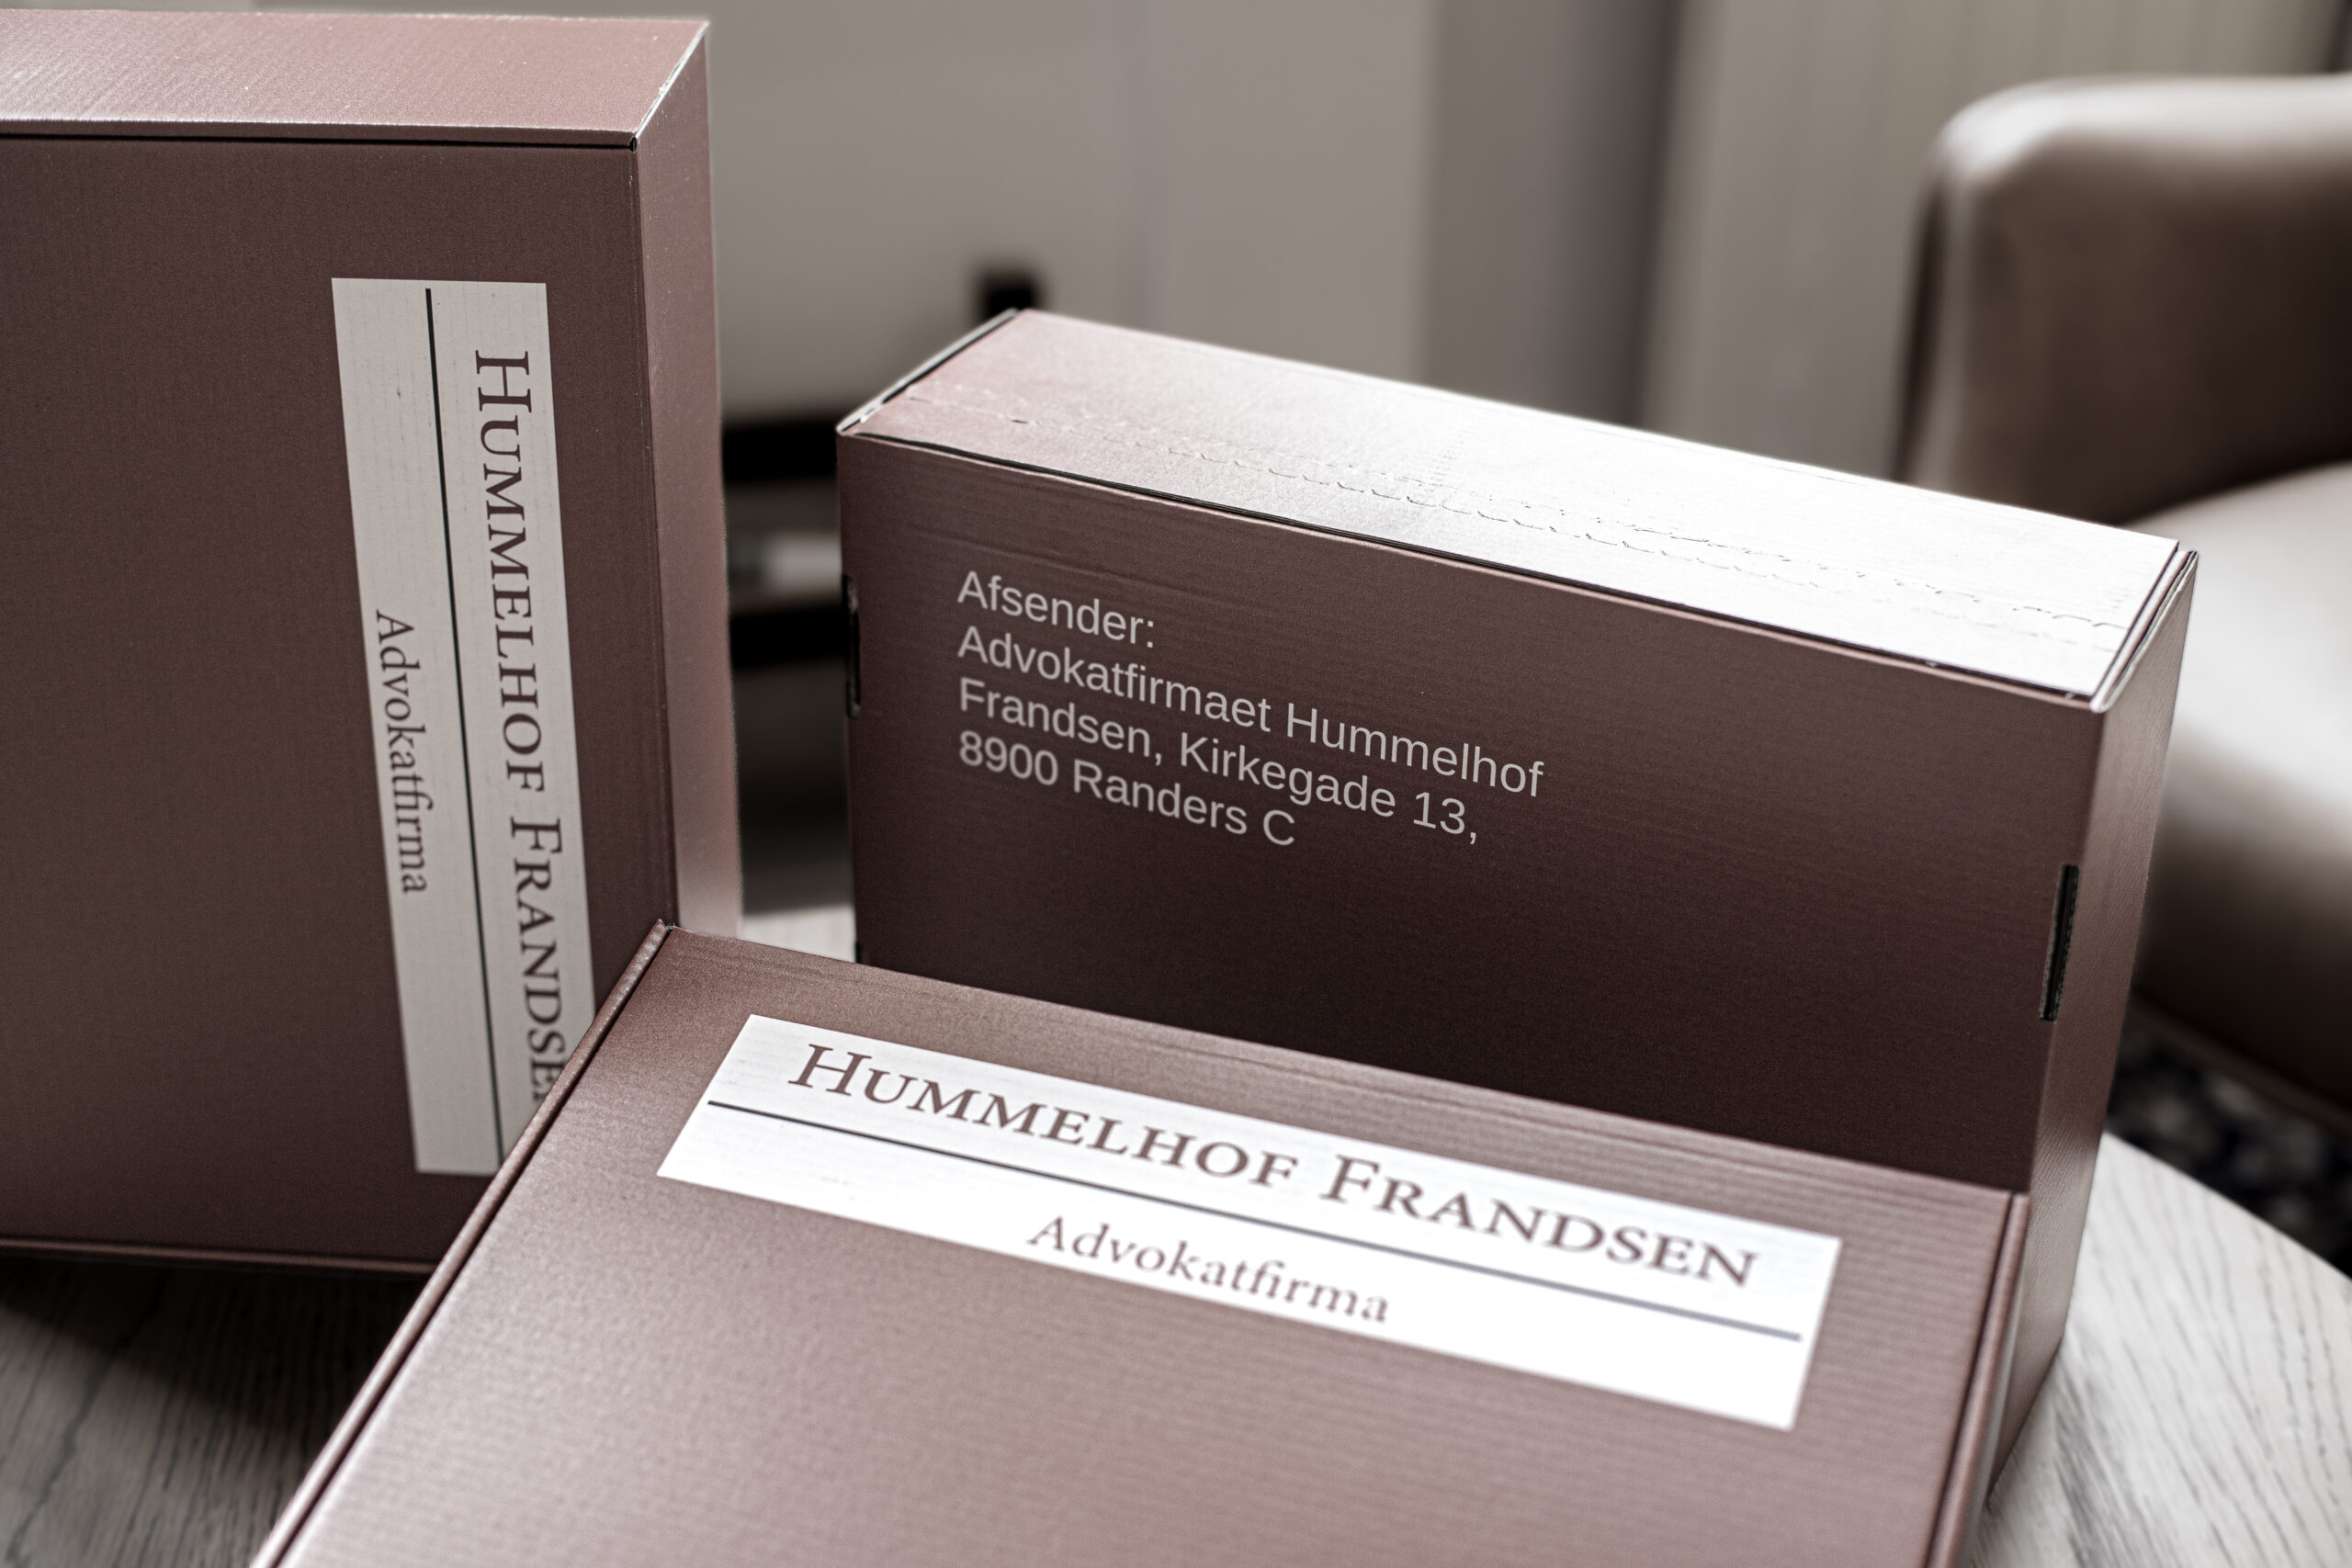 HUMMELHOF FRANDSEN
Advokatfirma
Afsender:
Advokatfirmaet Hummelhof
Frandsen, Kirkegade 13,
8900 Randers C
HUMMELHOF FRANDSEN
Advokatfirma